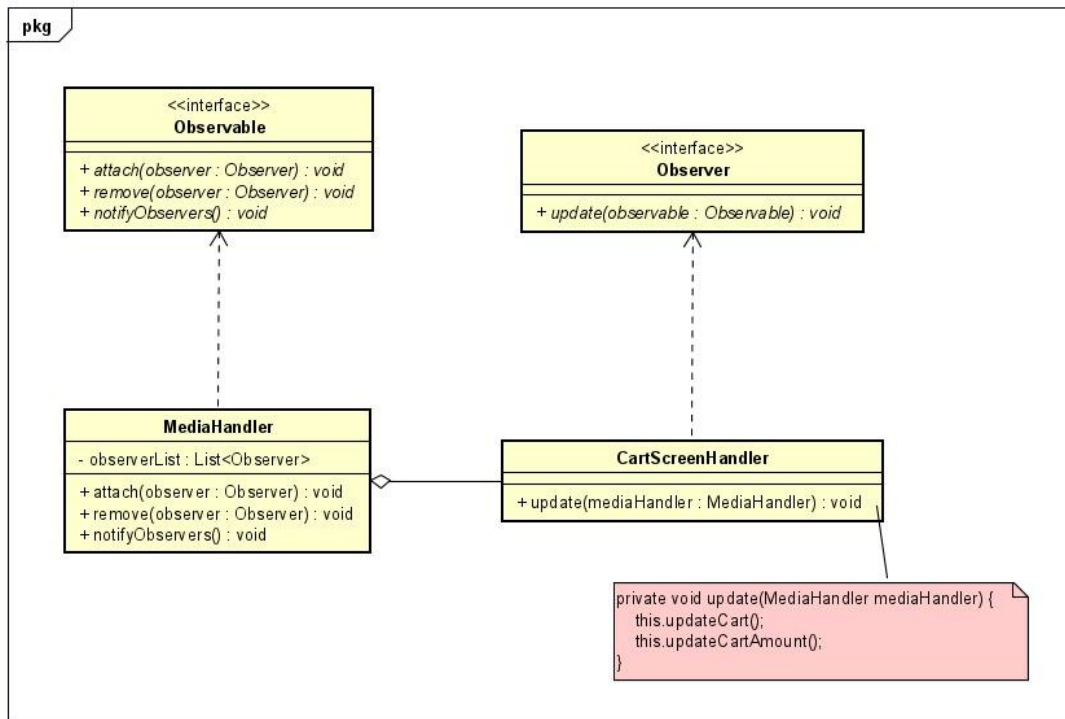 pkg
<<interface>>
Observable
+ attach(observer : Observer) : void
+ remove(observer : Observer) : void
+ notifyObservers() : void
<<interface>>
Observer
+ update(observable : Observable) : void
MediaHandler
- observerList : List<Observer>
+ attach(observer : Observer) : void
+ remove(observer : Observer) : void
+ notifyObservers() : void
CartScreenHandler
+ update(mediaHandler : MediaHandler) : void
private void update(MediaHandler mediaHandler) {
this.updateCart();
this.updateCartAmount();
}